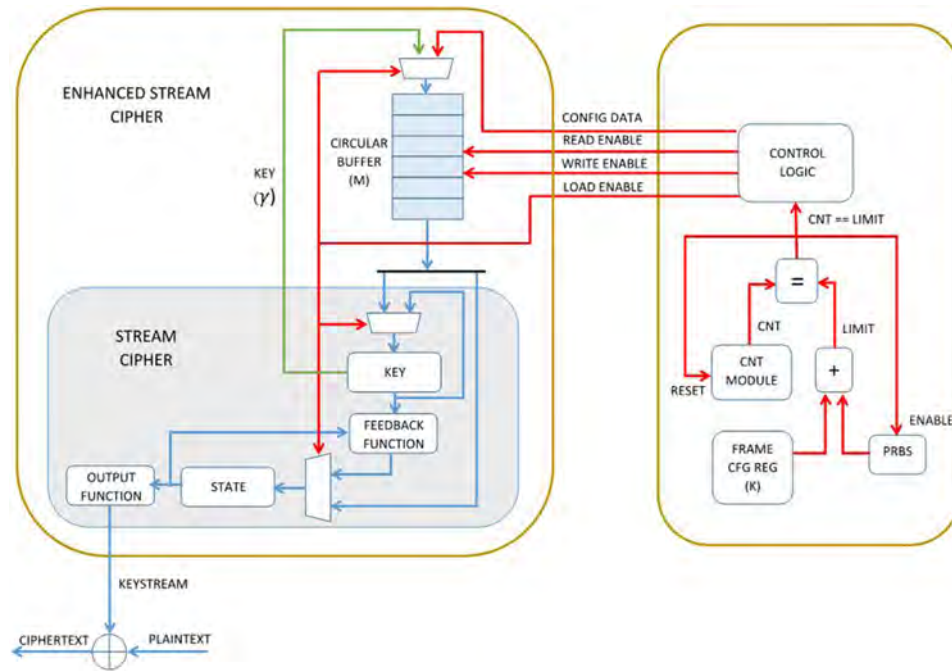 ENHANCED STREAM
CIPHER
KEY
(γ)
CIRCULAR
BUFFER
(M)
CONFIG DATA
READ ENABLE
WRITE ENABLE
LOAD ENABLE
CONTROL
LOGIC
CNT == LIMIT
=
CNT
LIMIT
CNT
MODULE
RESET
+
ENABLE
FRAME
CFG REG
(K)
PRBS
STREAM
CIPHER
KEY
FEEDBACK
FUNCTION
OUTPUT
FUNCTION
STATE
KEYSTREAM
CIPHERTEXT
PLAINTEXT